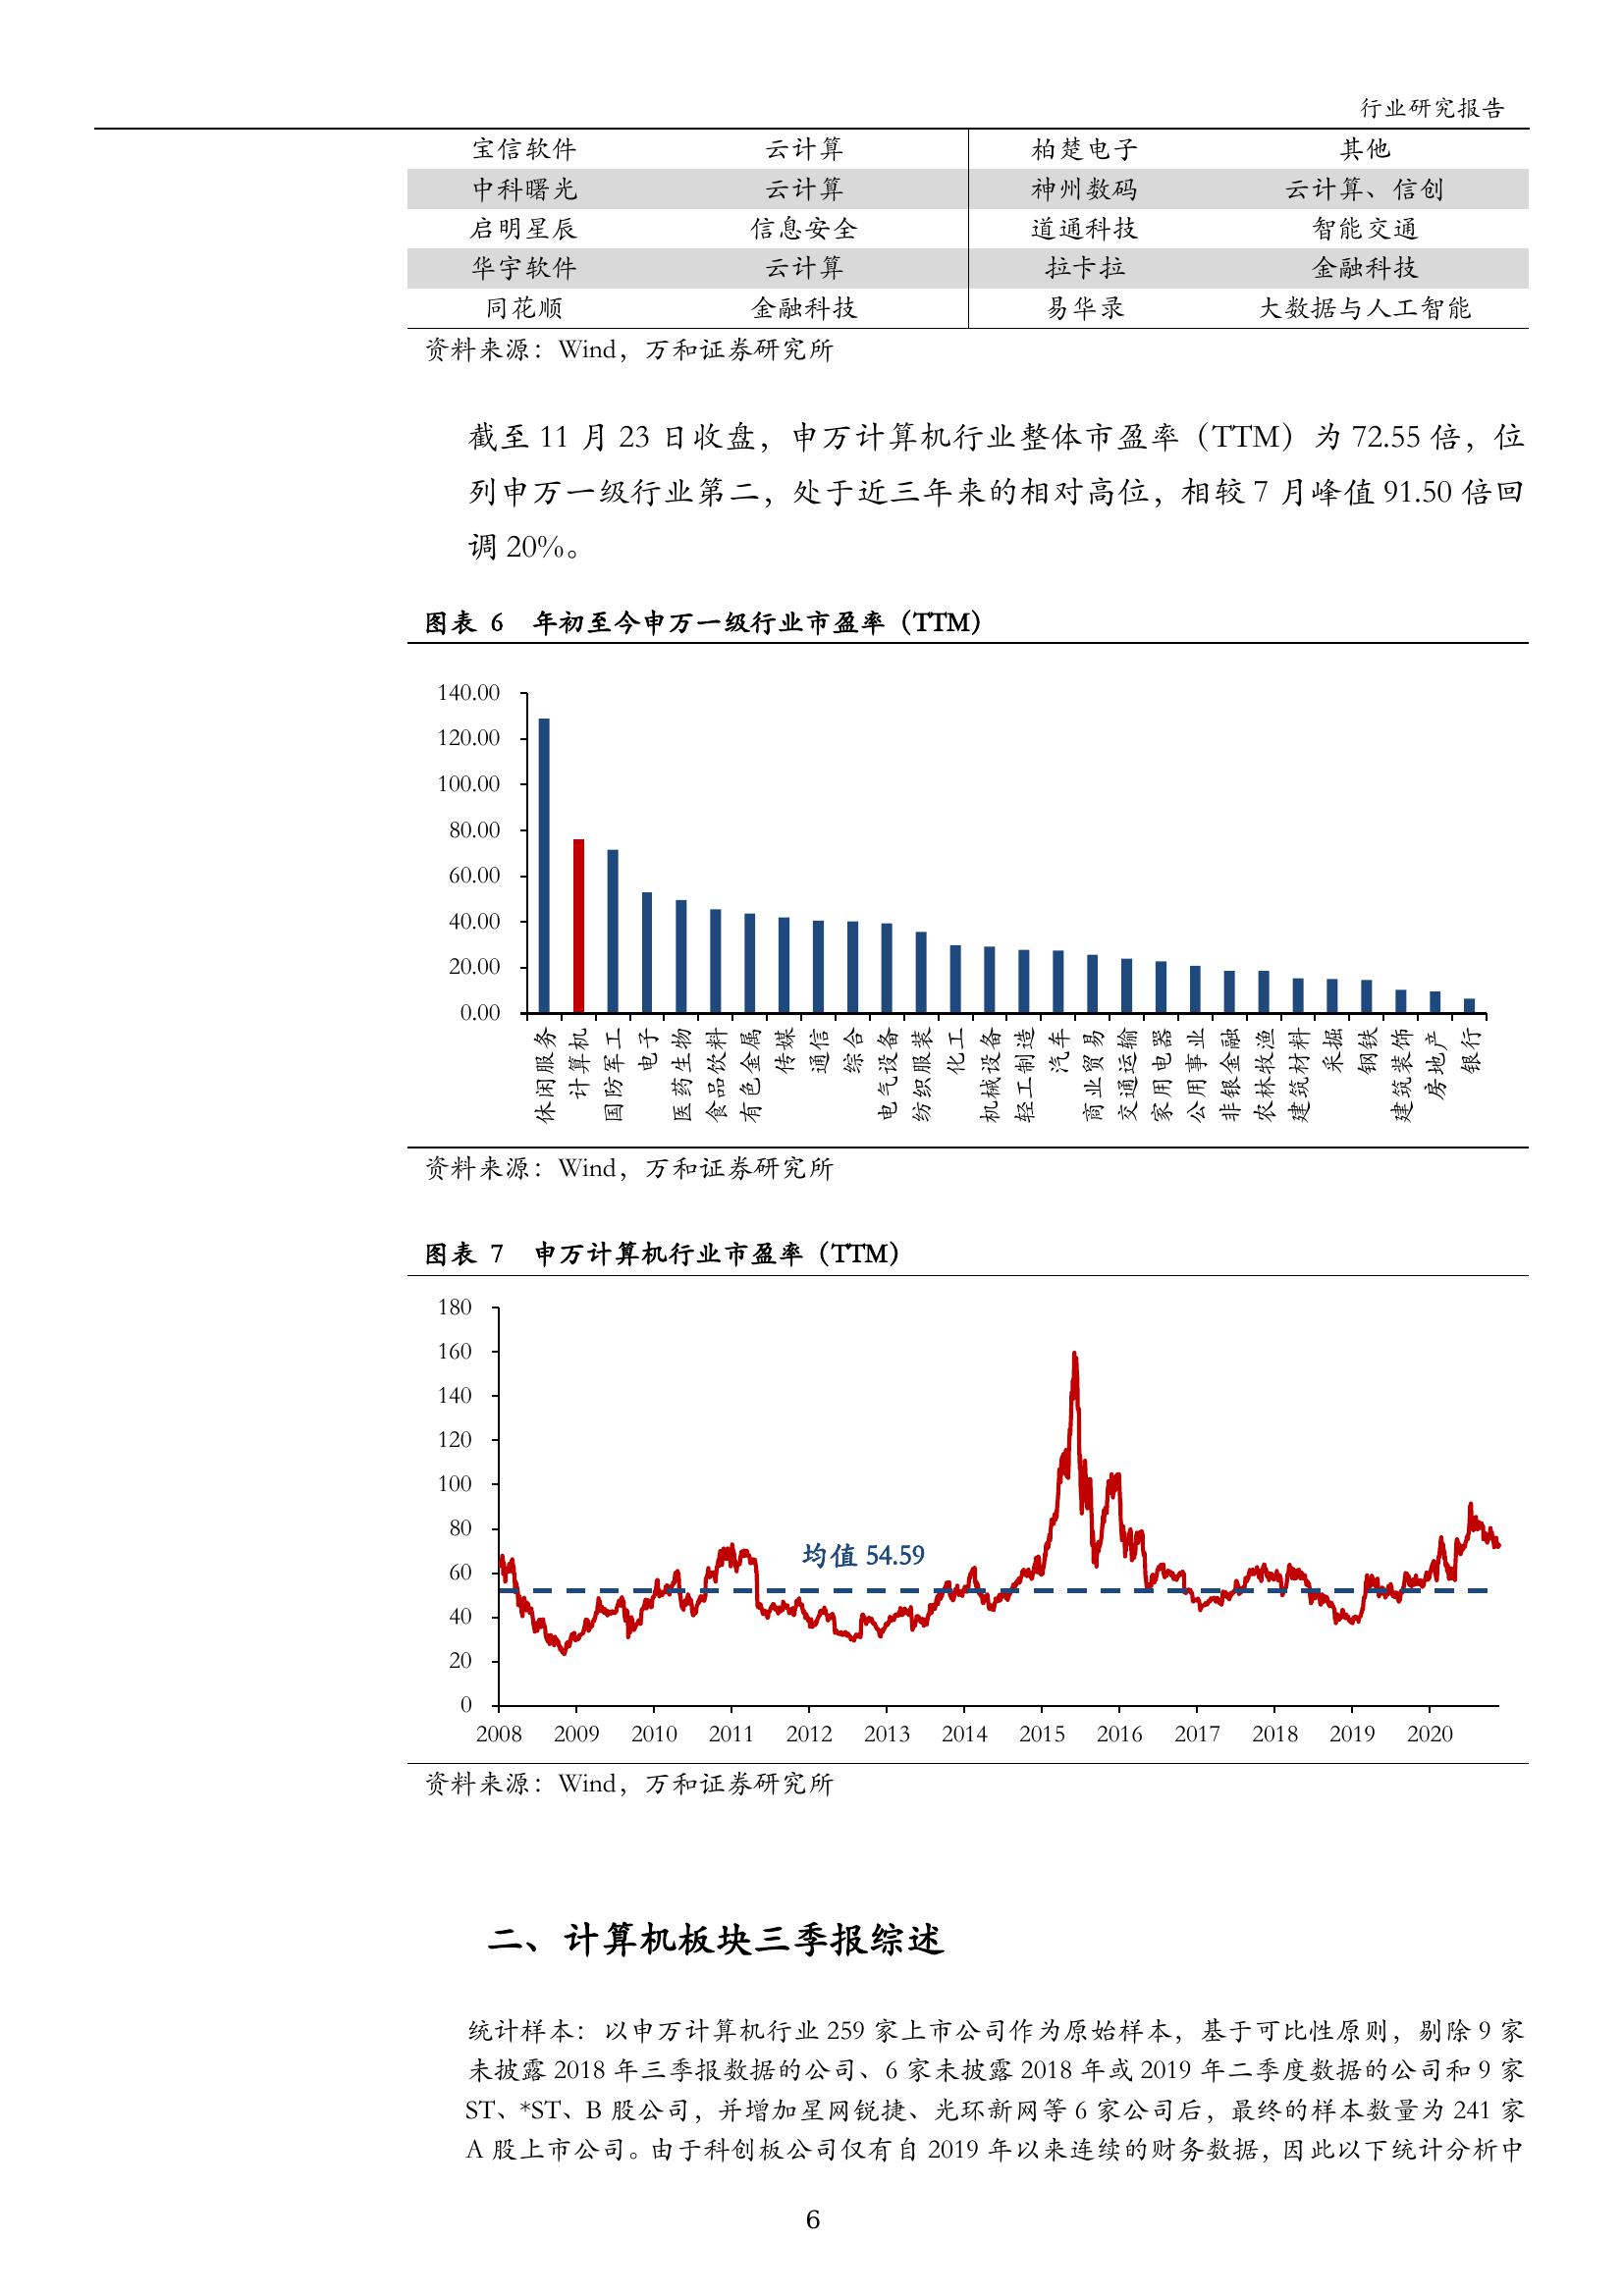 行业研究报告
宝信软件 云计算 柏楚电子 其他
中科曙光 云计算 神州数码 云计算、信创
启明星辰 信息安全 道通科技 智能交通
华宇软件 云计算 拉卡拉 金融科技
同花顺 金融科技 易华录 大数据与人工智能
资料来源：Wind，万和证券研究所
截至 11 月 23 日收盘，申万计算机行业整体市盈率（TTM）为 72.55 倍，位
列申万一级行业第二，处于近三年来的相对高位，相较 7 月峰值 91.50 倍回
调 20%。
图表 6 年初至今申万一级行业市盈率（TTM）
140.00
120.00
100.00
80.00
60.00
40.00
20.00
0.00
休闲服务
计算机
国防军工
电子
医药生物
食品饮料
有色金属
传媒
通信
综合
电气设备
纺织服装
化工
机械设备
轻工制造
汽车
商业贸易
交通运输
家用电器
公用事业
非银金融
农林牧渔
建筑材料
采掘
钢铁
建筑装饰
房地产
银行
资料来源：Wind，万和证券研究所
图表 7 申万计算机行业市盈率（TTM）
180
160
140
120
100
80
60
40
20
0
均值 54.59
2008 2009 2010 2011 2012 2013 2014 2015 2016 2017 2018 2019 2020
资料来源：Wind，万和证券研究所
二、计算机板块三季报综述
统计样本：以申万计算机行业 259 家上市公司作为原始样本，基于可比性原则，剔除 9 家
未披露 2018 年三季报数据的公司、6 家未披露 2018 年或 2019 年二季度数据的公司和 9 家
ST、*ST、B 股公司，并增加星网锐捷、光环新网等 6 家公司后，最终的样本数量为 241 家
A 股上市公司。由于科创板公司仅有自 2019 年以来连续的财务数据，因此以下统计分析中
6